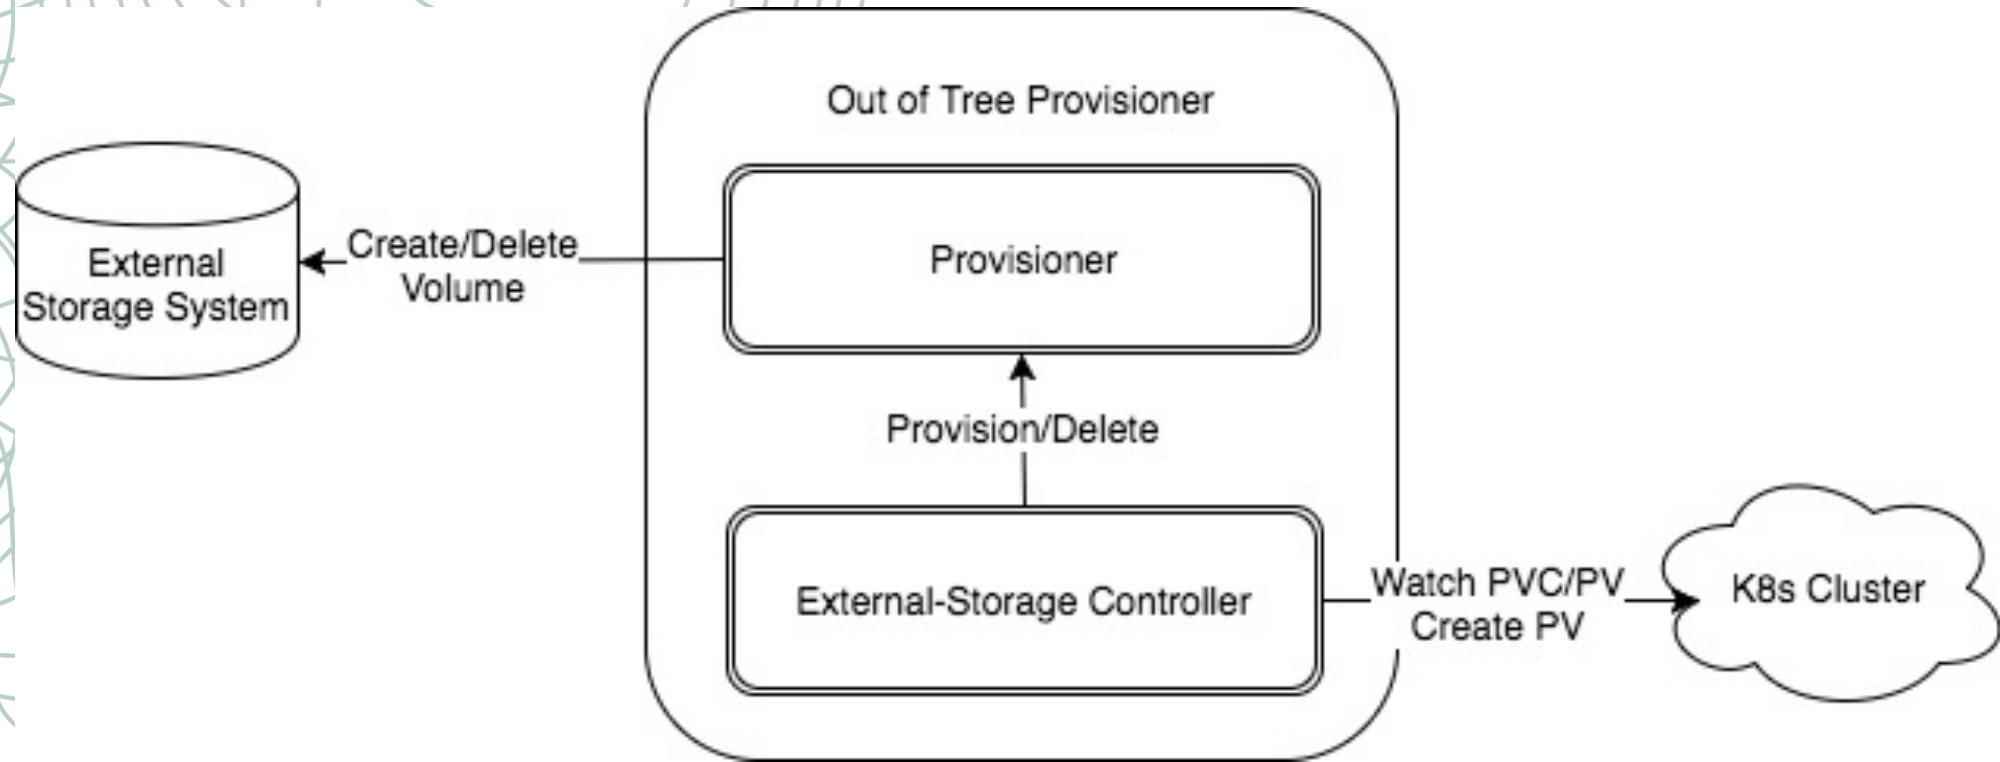 Out of Tree Provisioner
External
Storage System
Create/Delete
Volume
Provisioner
Provision/Delete
External-Storage Controller
Watch PVC/PV
Create PV
K8s Cluster